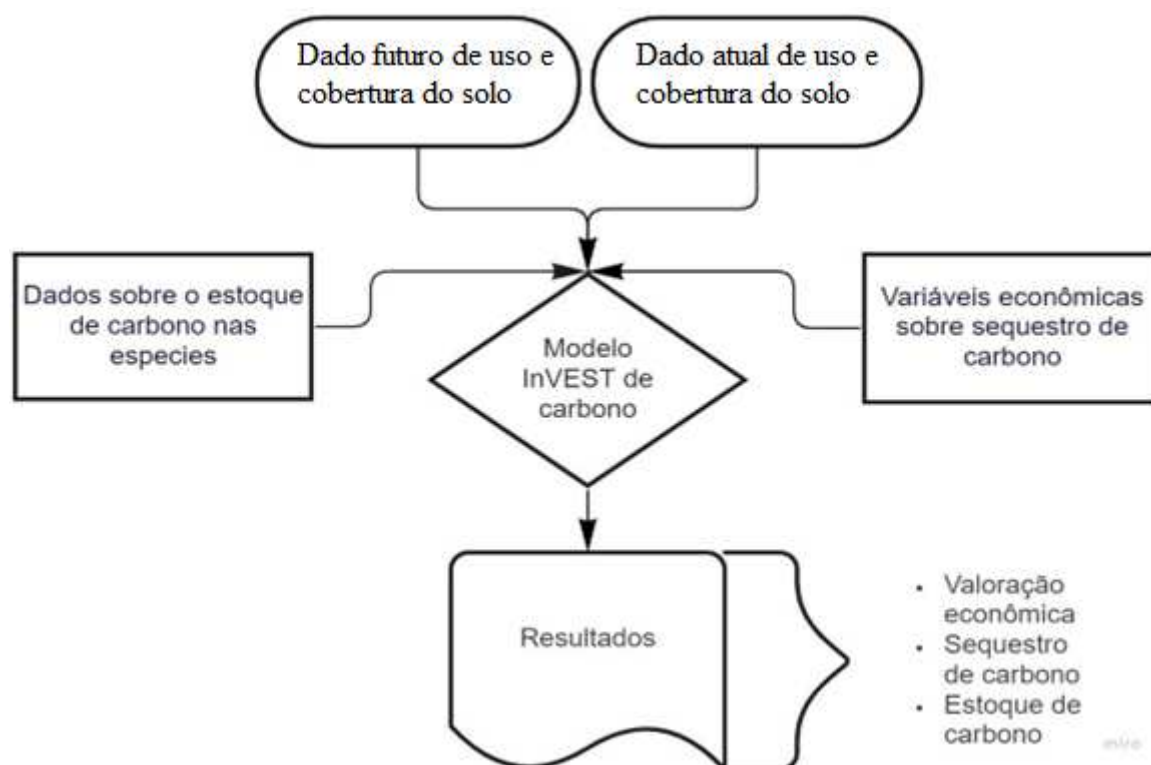 Dado futuro de uso e
cobertura do solo
Dado atual de uso e
cobertura do solo
Dados sobre o estoque
de carbono nas
especies
Modelo
InVEST de
carbono
Variáveis econômicas
sobre sequestro de
carbono
Resultados
• Valoração
econômica
• Sequestro
de carbono
• Estoque de
carbono
miro